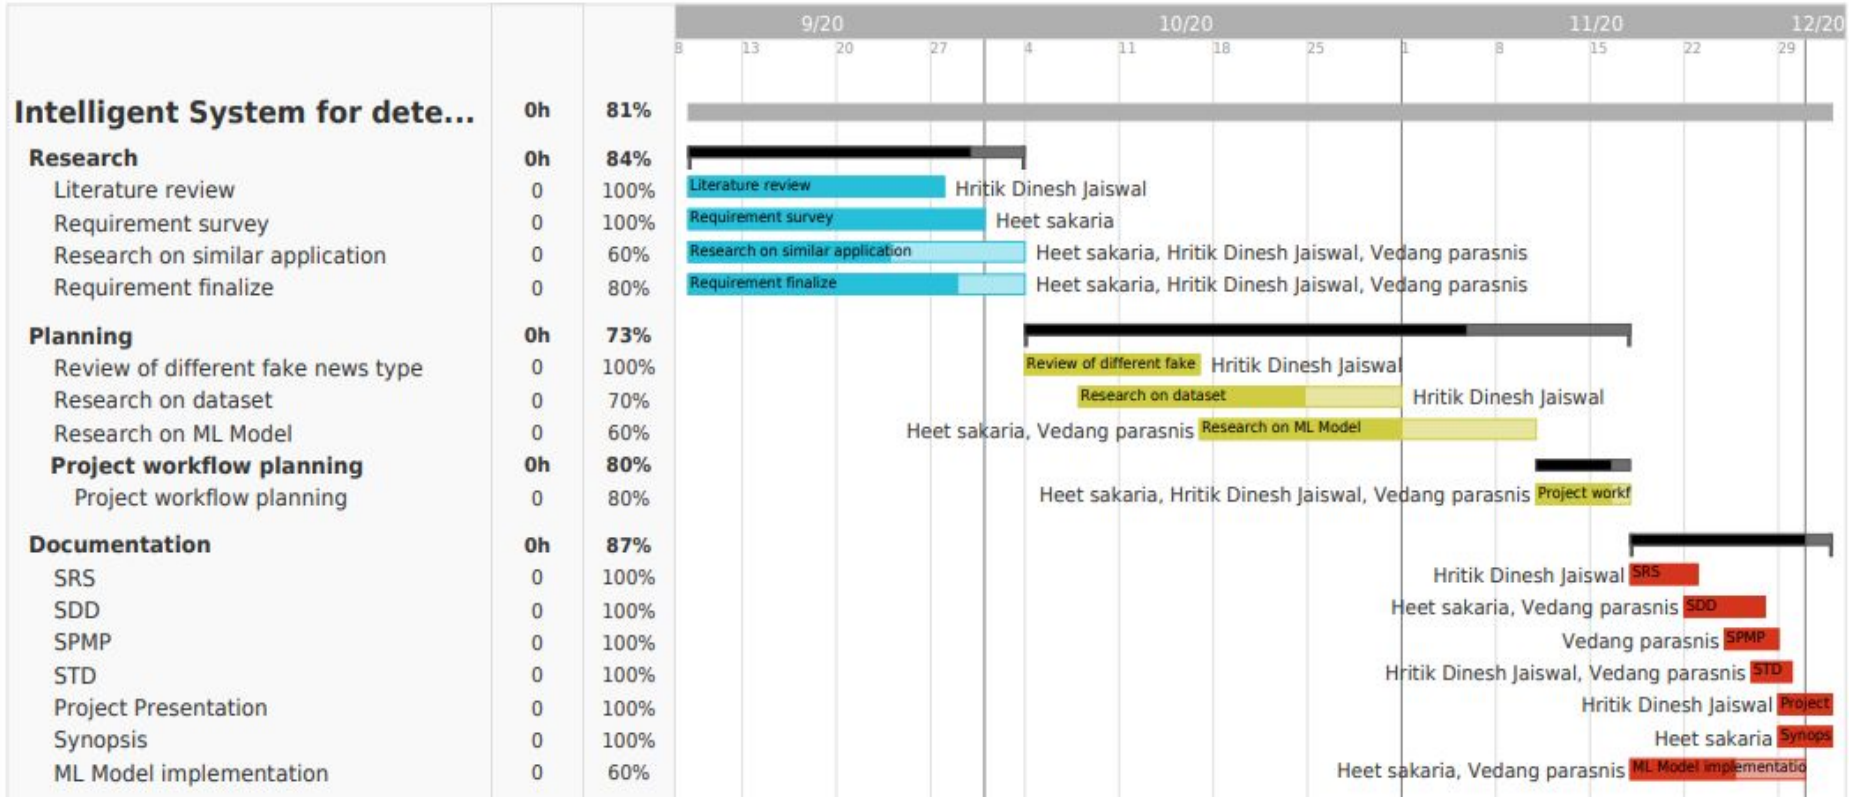 9/20 10/20 11/20 12/20
8 13 20 27 4 11 18 25 1 8 15 22 29
Intelligent System for dete... 0h 81%
Research 0h 84%
Literature review 0 100% Literature review Hritik Dinesh Jaiswal
Requirement survey 0 100% Requirement survey Heet sakaria
Research on similar application 0 60% Research on similar application Heet sakaria, Hritik Dinesh Jaiswal, Vedang parasnis
Requirement finalize 0 80% Requirement finalize Heet sakaria, Hritik Dinesh Jaiswal, Vedang parasnis
Planning 0h 73%
Review of different fake news type 0 100% Review of different fake Hritik Dinesh Jaiswal
Research on dataset 0 70% Research on dataset Hritik Dinesh Jaiswal
Research on ML Model 0 60% Heet sakaria, Vedang parasnis Research on ML Model
Project workflow planning 0h 80%
Project workflow planning 0 80% Heet sakaria, Hritik Dinesh Jaiswal, Vedang parasnis Project workf
Documentation 0h 87%
SRS 0 100% Hritik Dinesh Jaiswal SRS
SDD 0 100% Heet sakaria, Vedang parasnis SDD
SPMP 0 100% Vedang parasnis SPMP
STD 0 100% Hritik Dinesh Jaiswal, Vedang parasnis STD
Project Presentation 0 100% Hritik Dinesh Jaiswal Project
Synopsis 0 100% Heet sakaria Synops
ML Model implementation 0 60% Heet sakaria, Vedang parasnis ML Model implementatio